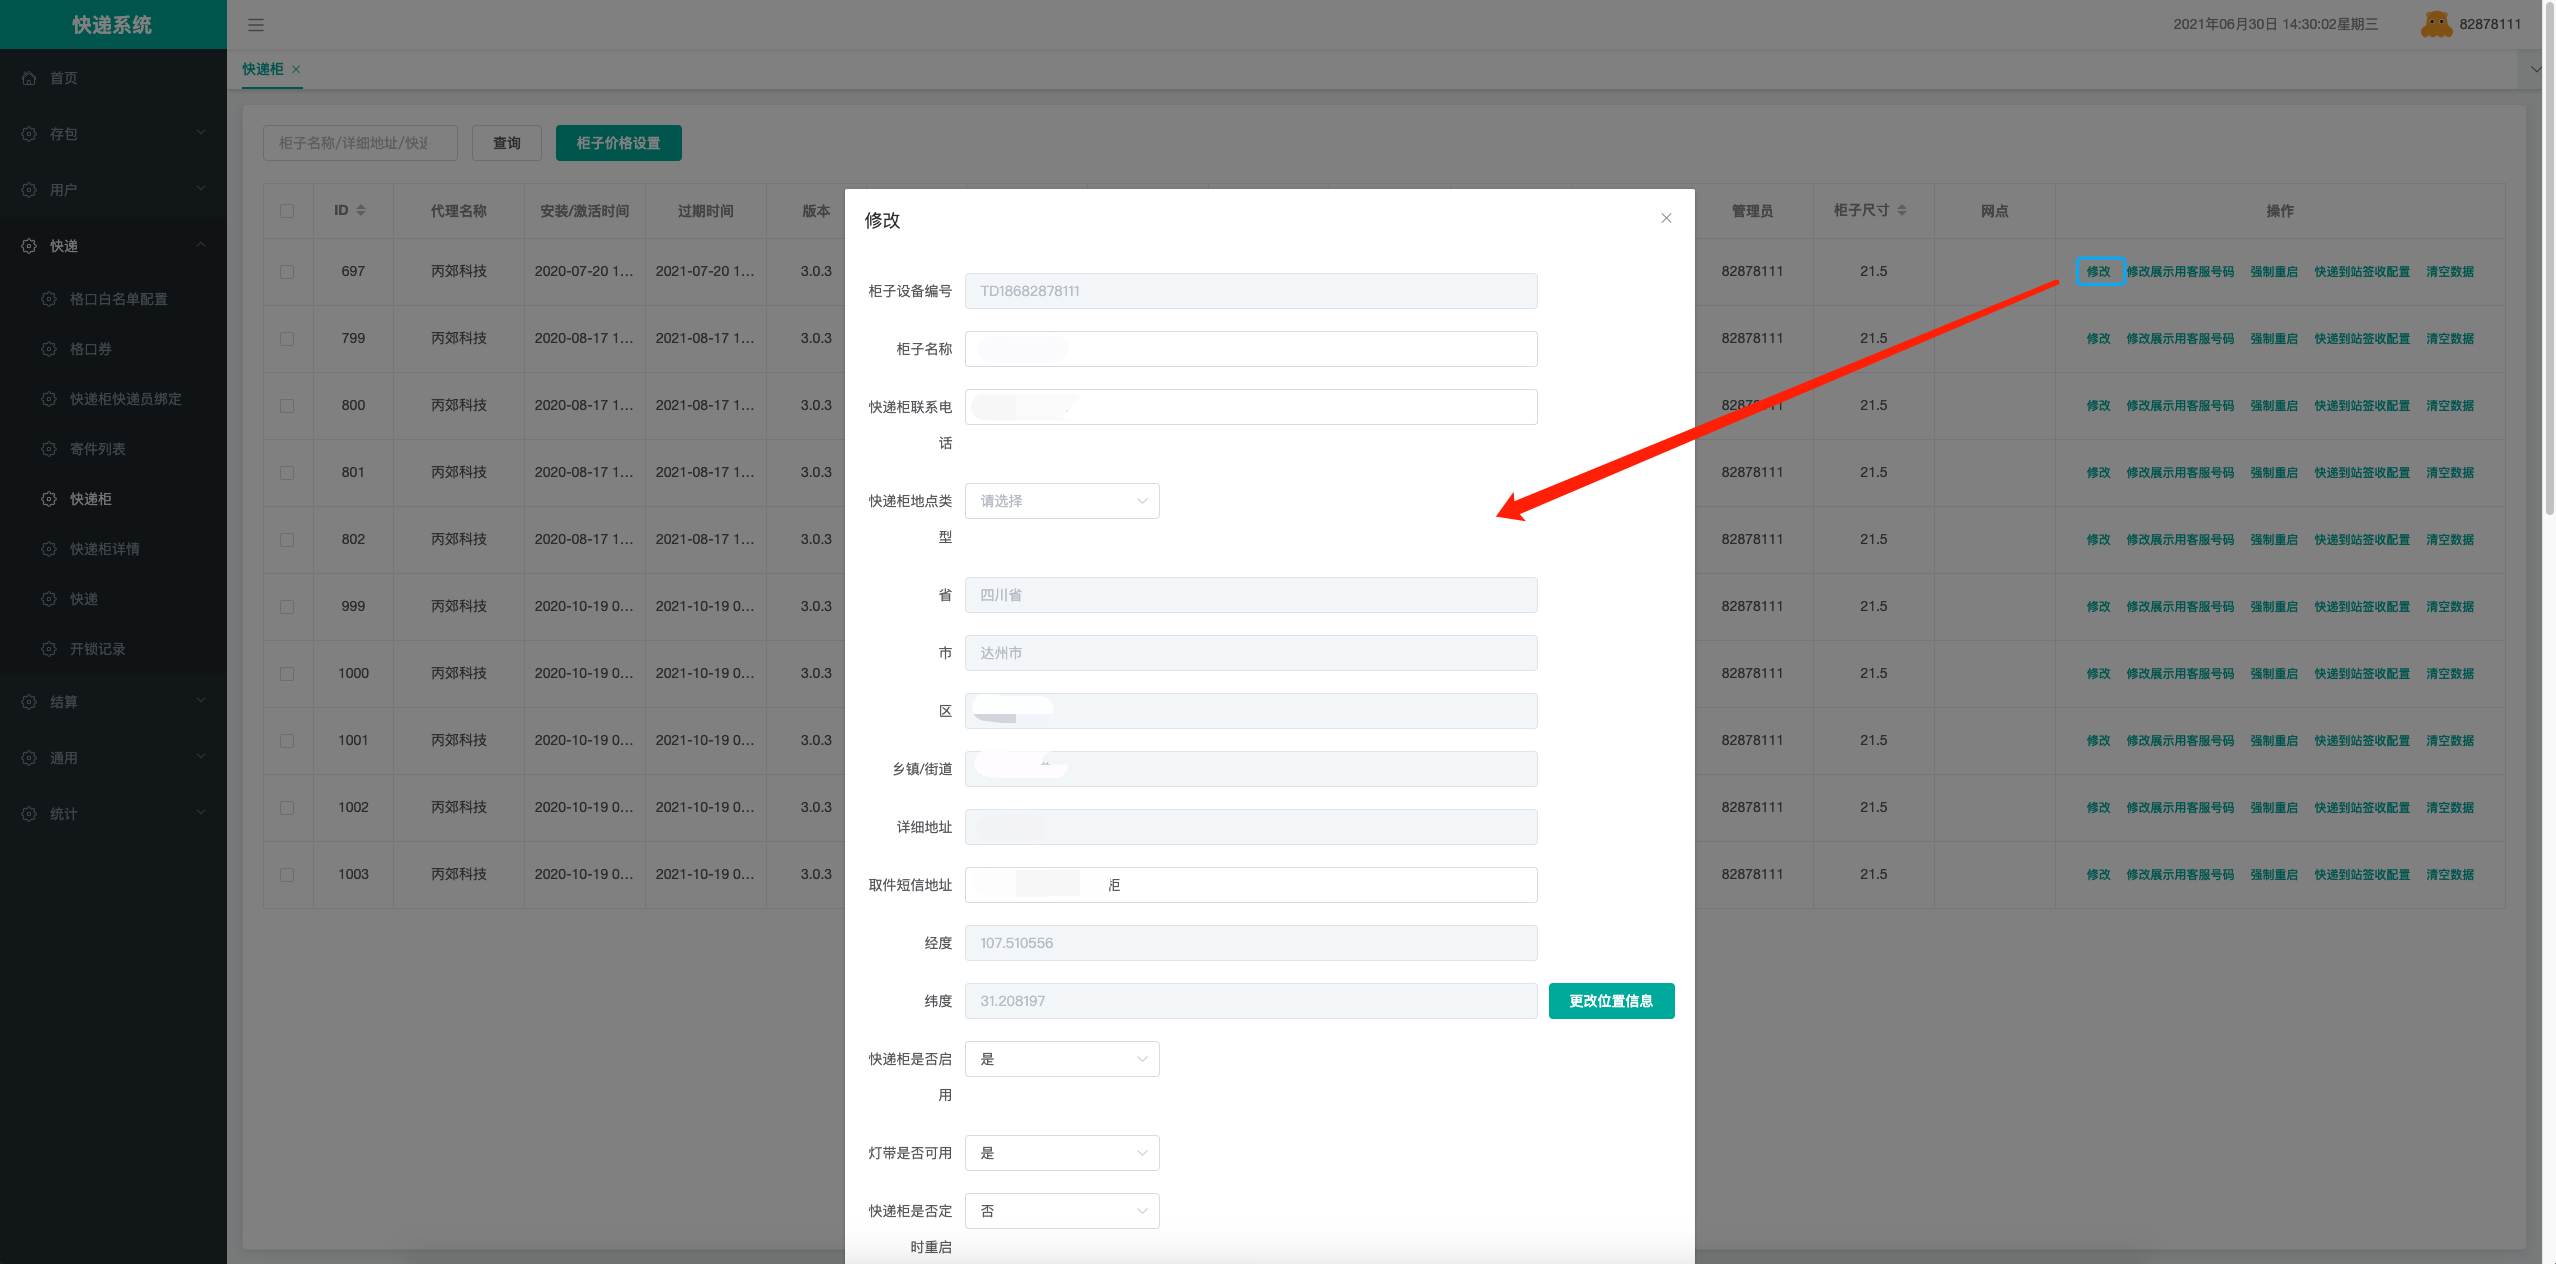 快递系统
2021年06月30日 14:30:02星期三
82878111
首页
存包
用户
快递
格口白名单配置
格口券
快递柜快递员绑定
寄件列表
快递柜
快递柜详情
快递
开锁记录
结算
通用
统计
快递柜
柜子名称/详细地址/快
查询
柜子价格设置
ID 代理名称 安装/激活时间 过期时间 版本 管理员 柜子尺寸 网点 操作
697 丙郊科技 2020-07-20 1... 2021-07-20 1... 3.0.3 82878111 21.5 修改 修改展示用客服号码 强制重启 快递到站签收配置 清空数据
799 丙郊科技 2020-08-17 1... 2021-08-17 1... 3.0.3 82878111 21.5 修改 修改展示用客服号码 强制重启 快递到站签收配置 清空数据
800 丙郊科技 2020-08-17 1... 2021-08-17 1... 3.0.3 82878111 21.5 修改 修改展示用客服号码 强制重启 快递到站签收配置 清空数据
801 丙郊科技 2020-08-17 1... 2021-08-17 1... 3.0.3 82878111 21.5 修改 修改展示用客服号码 强制重启 快递到站签收配置 清空数据
802 丙郊科技 2020-08-17 1... 2021-08-17 1... 3.0.3 82878111 21.5 修改 修改展示用客服号码 强制重启 快递到站签收配置 清空数据
999 丙郊科技 2020-10-19 0... 2021-10-19 0... 3.0.3 82878111 21.5 修改 修改展示用客服号码 强制重启 快递到站签收配置 清空数据
1000 丙郊科技 2020-10-19 0... 2021-10-19 0... 3.0.3 82878111 21.5 修改 修改展示用客服号码 强制重启 快递到站签收配置 清空数据
1001 丙郊科技 2020-10-19 0... 2021-10-19 0... 3.0.3 82878111 21.5 修改 修改展示用客服号码 强制重启 快递到站签收配置 清空数据
1002 丙郊科技 2020-10-19 0... 2021-10-19 0... 3.0.3 82878111 21.5 修改 修改展示用客服号码 强制重启 快递到站签收配置 清空数据
1003 丙郊科技 2020-10-19 0... 2021-10-19 0... 3.0.3 82878111 21.5 修改 修改展示用客服号码 强制重启 快递到站签收配置 清空数据
修改
柜子设备编号 TD18682878111
柜子名称
快递柜联系电
话
快递柜地点类 请选择
型
省 四川省
市 达州市
区
乡镇/街道
详细地址
取件短信地址 柜
经度 107.510556
纬度 31.208197 更改位置信息
快递柜是否启 是
用
灯带是否可用 是
快递柜是否定 否
时重启